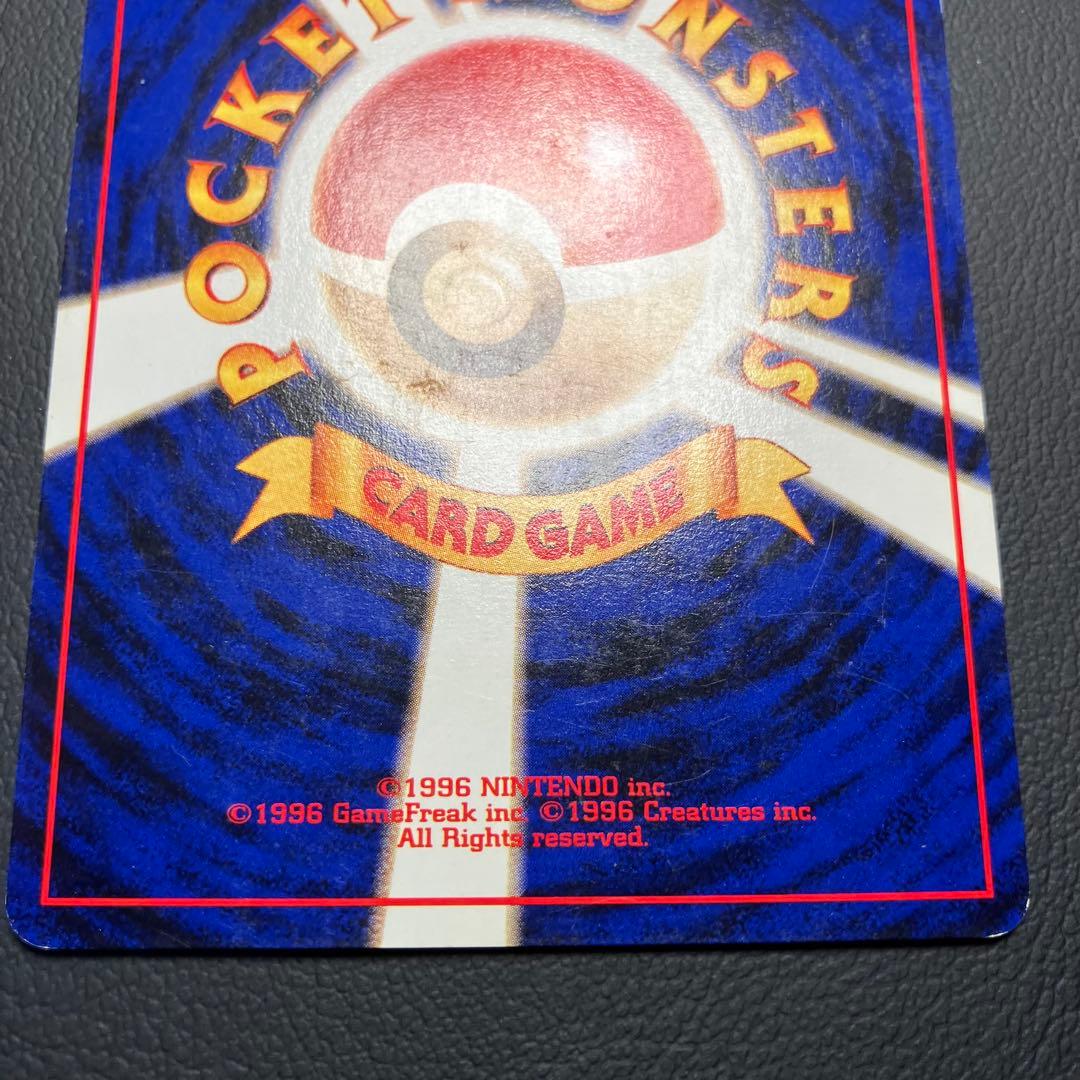 POCKET MONSTERS
CARD GAME
©1996 NINTENDO inc.
©1996 GameFreak inc. ©1996 Creatures inc.
All Rights reserved.